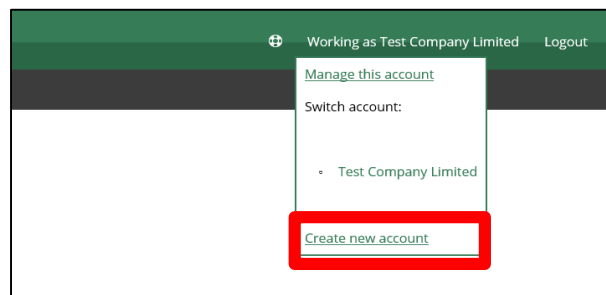 Working as Test Company Limited Logout
Manage this account
Switch account:
Test Company Limited
Create new account